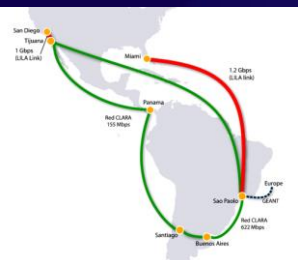 San Diego
Tijuana
1 Gbps
(LILA Link)
Miami
1.2 Gbps
(LILA link)
Panama
Red CLARA
155 Mbps
Europe
GEANT
Sao Paolo
Red CLARA
622 Mbps
Santiago
Buenos Aires